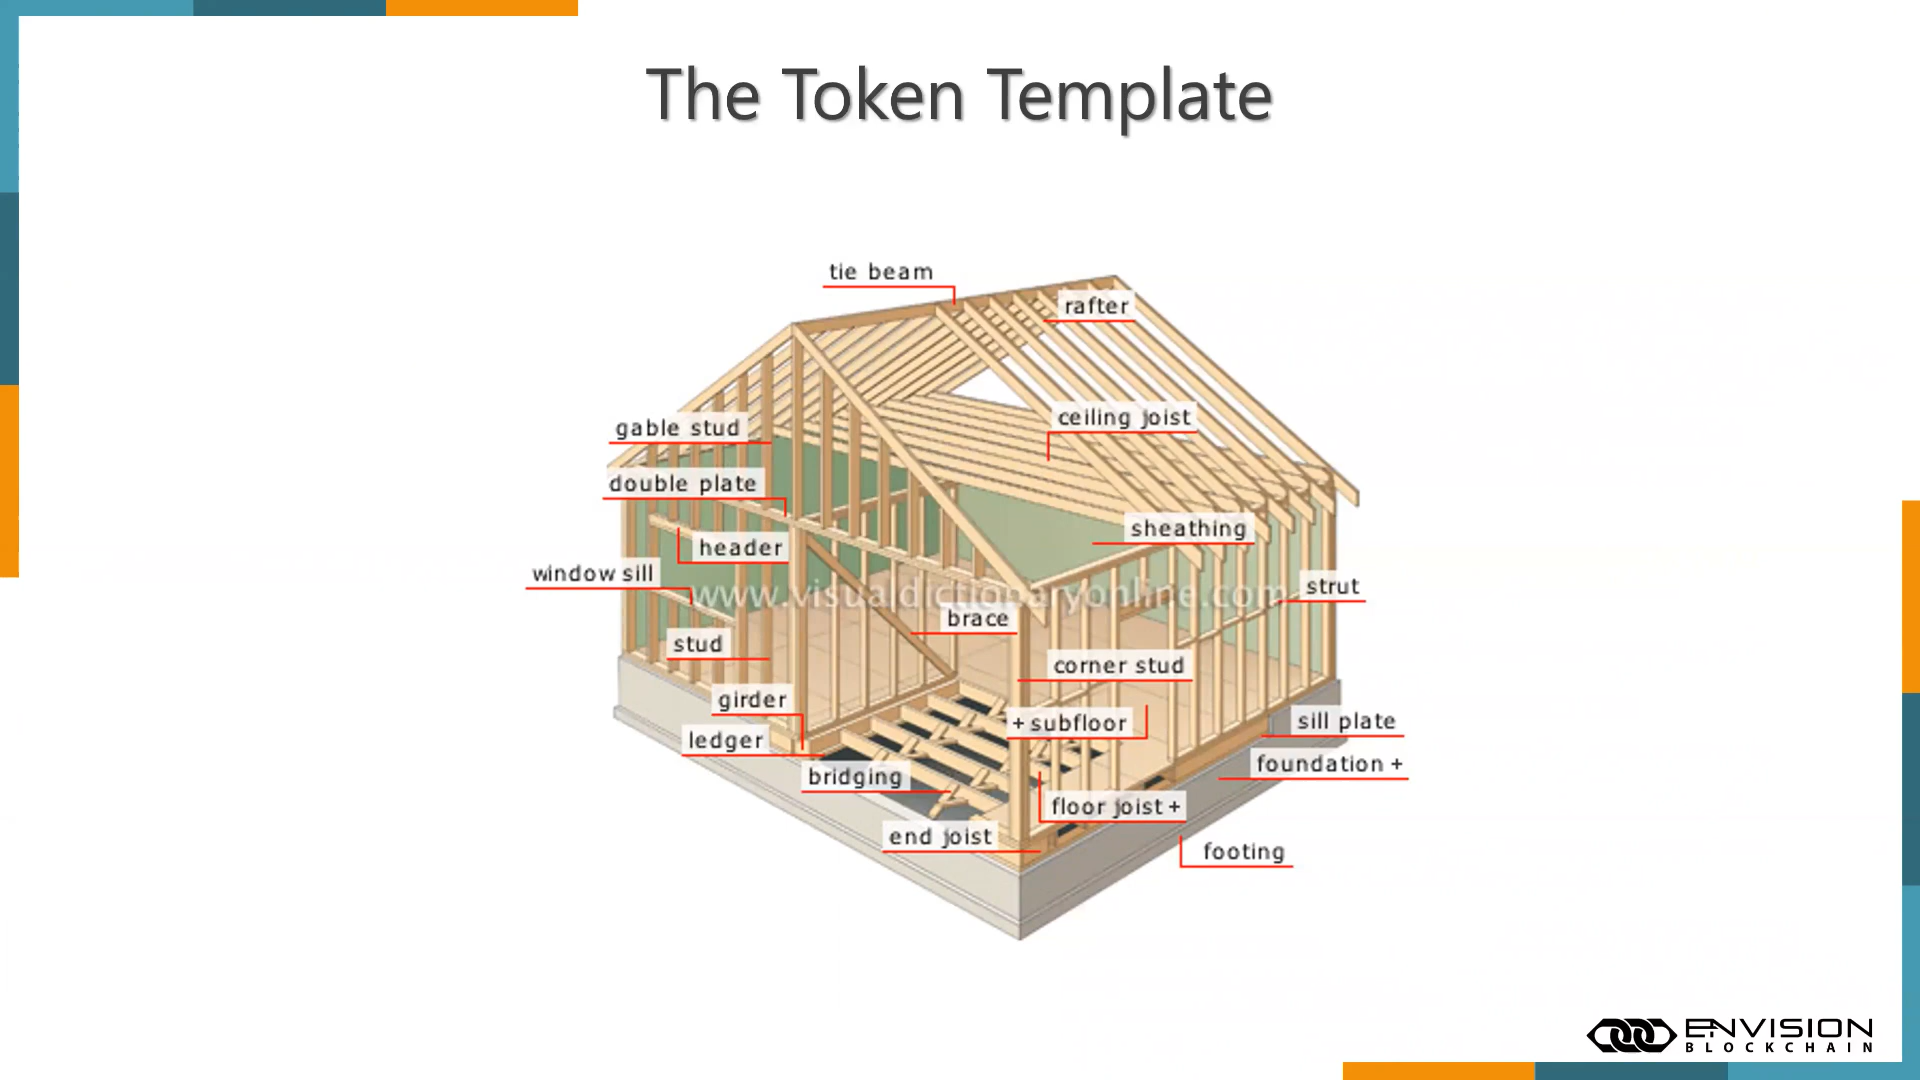 The Token Template
tie beam
rafter
ceiling joist
gable stud
double plate
sheathing
header
window sill
strut
www.visualdictionaryonline.com
brace
stud
corner stud
girder
+ subfloor
sill plate
ledger
foundation +
bridging
floor joist +
end joist
footing
ENVISION
BLOCKCHAIN